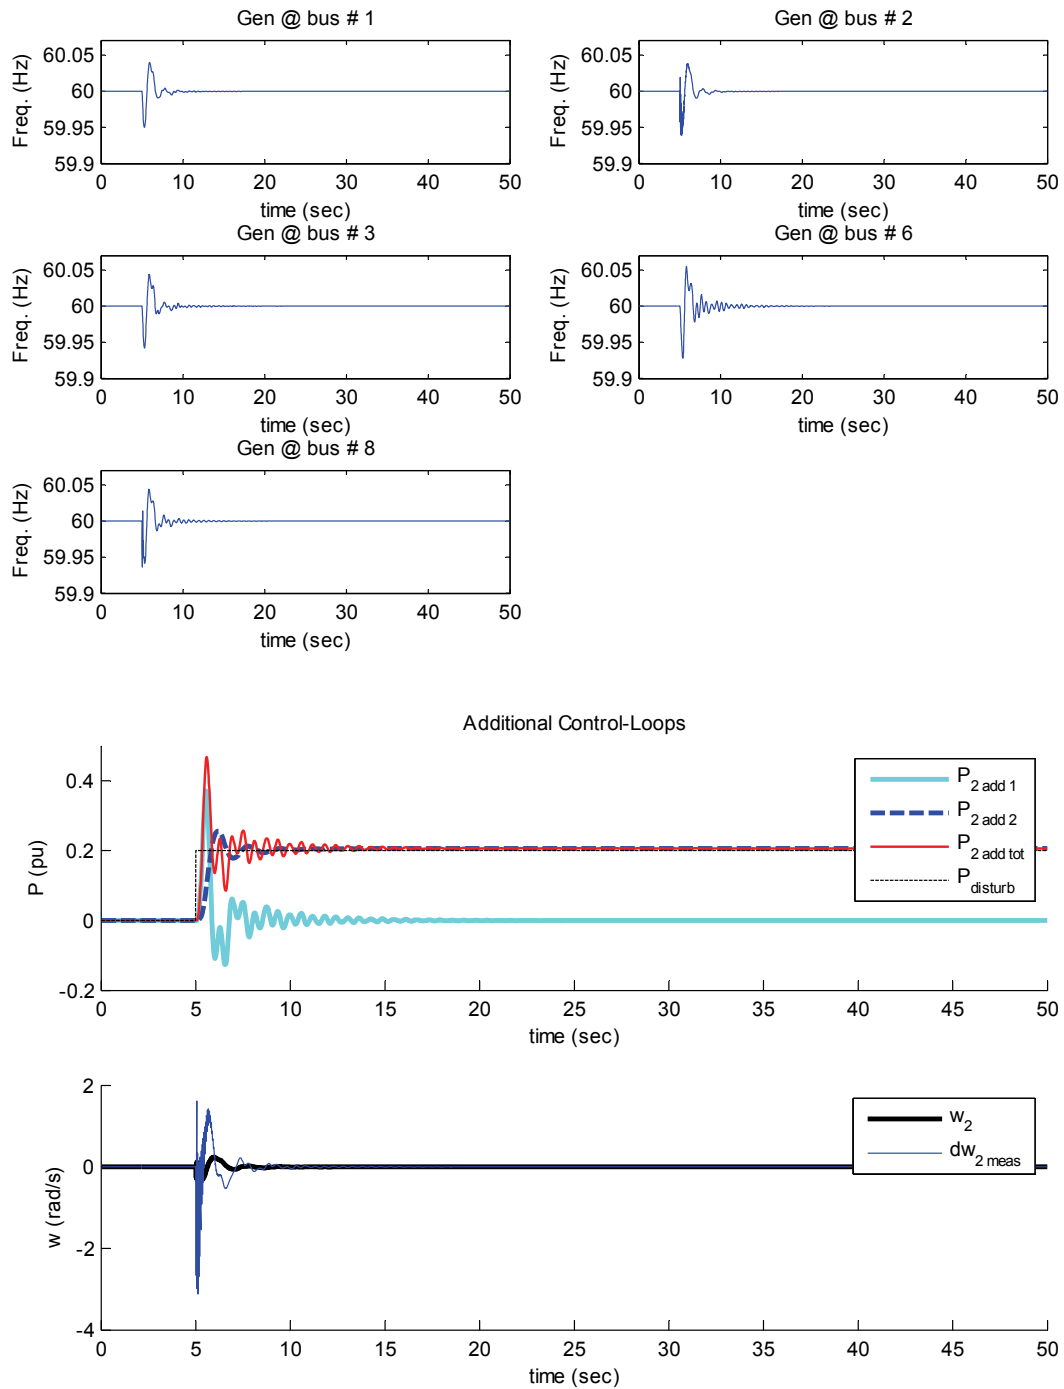 Gen @ bus # 1
Freq. (Hz)
60.05
60
59.95
59.9
0 10 20 30 40 50
time (sec)
Gen @ bus # 2
Freq. (Hz)
60.05
60
59.95
59.9
0 10 20 30 40 50
time (sec)
Gen @ bus # 3
Freq. (Hz)
60.05
60
59.95
59.9
0 10 20 30 40 50
time (sec)
Gen @ bus # 6
Freq. (Hz)
60.05
60
59.95
59.9
0 10 20 30 40 50
time (sec)
Gen @ bus # 8
Freq. (Hz)
60.05
60
59.95
59.9
0 10 20 30 40 50
time (sec)
Additional Control-Loops
P (pu)
0.4
0.2
0
-0.2
0 5 10 15 20 25 30 35 40 45 50
time (sec)
P2 add 1
P2 add 2
P2 add tot
Pdisturb
w (rad/s)
2
0
-2
-4
0 5 10 15 20 25 30 35 40 45 50
time (sec)
w2
dw2 meas